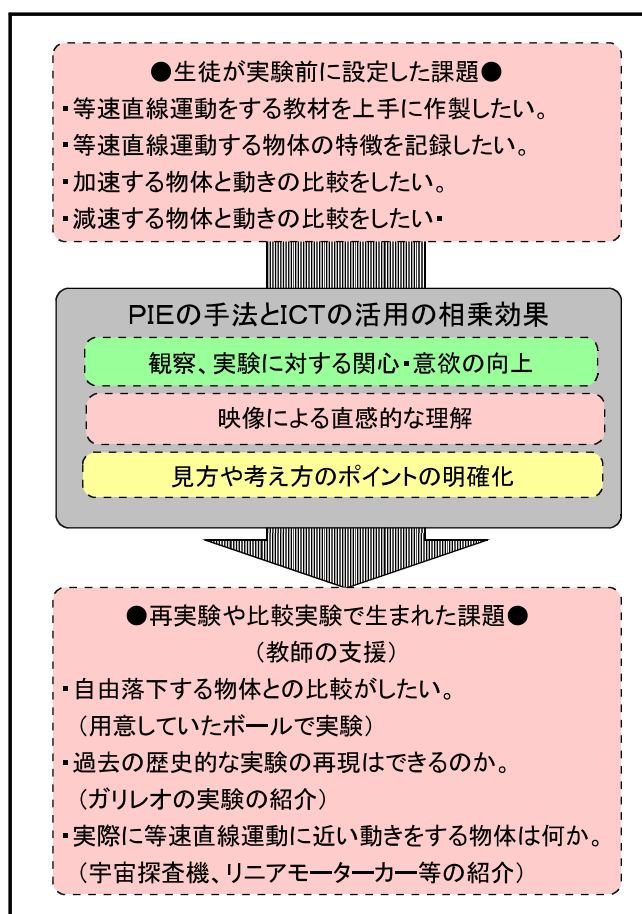 ●生徒が実験前に設定した課題●
・等速直線運動をする教材を上手に作製したい。
・等速直線運動する物体の特徴を記録したい。
・加速する物体と動きの比較をしたい。
・減速する物体と動きの比較をしたい・
PIEの手法とICTの活用の相乗効果
観察、実験に対する関心・意欲の向上
映像による直感的な理解
見方や考え方のポイントの明確化
●再実験や比較実験で生まれた課題●
（教師の支援）
・自由落下する物体との比較がしたい。
（用意していたボールで実験）
・過去の歴史的な実験の再現はできるのか。
（ガリレオの実験の紹介）
・実際に等速直線運動に近い動きをする物体は何か。
（宇宙探査機、リニアモーターカー等の紹介）